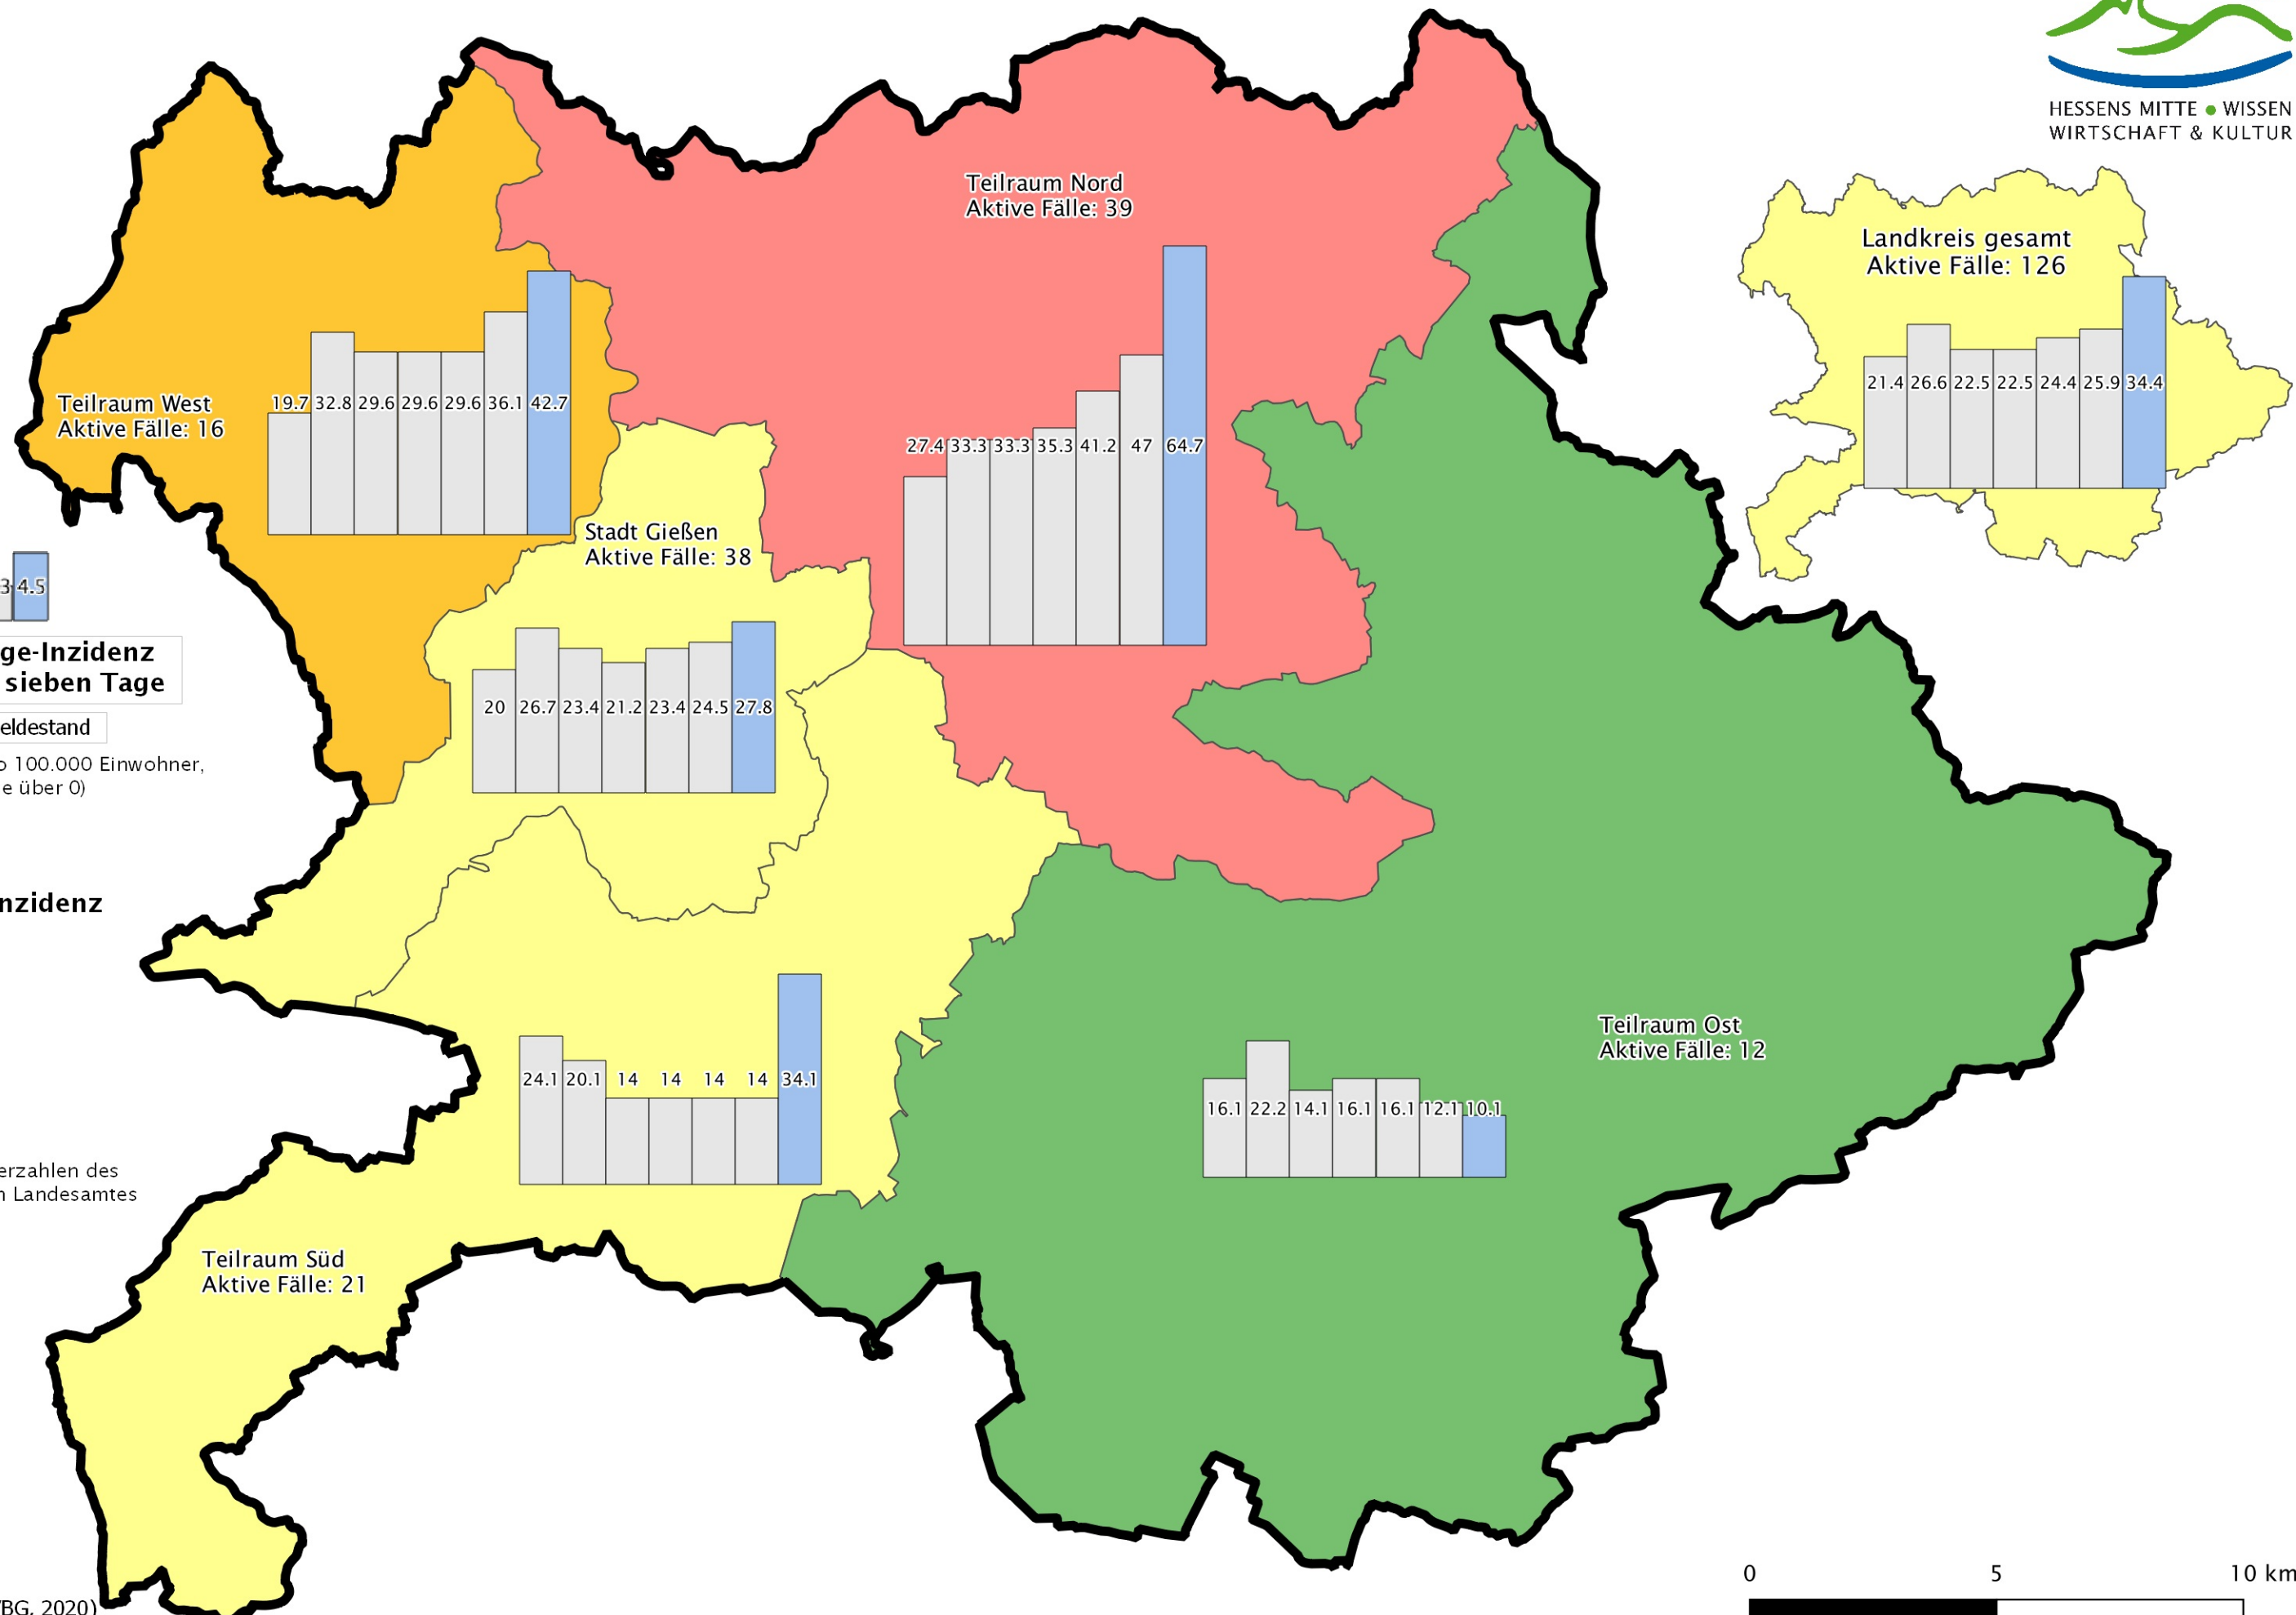 HESSENS MITTE ● WISSEN
WIRTSCHAFT & KULTUR
Teilraum Nord
Aktive Fälle: 39
Landkreis gesamt
Aktive Fälle: 126
21.4 26.6 22.5 22.5 24.4 25.9 34.4
Teilraum West
Aktive Fälle: 16
19.7 32.8 29.6 29.6 29.6 36.1 42.7
27.4 33.3 33.3 35.3 41.2 47 64.7
Stadt Gießen
Aktive Fälle: 38
20 26.7 23.4 21.2 23.4 24.5 27.8
3 4.5
ge-Inzidenz
sieben Tage
eldestand
o 100.000 Einwohner,
e über 0)
nzidenz
24.1 20.1 14 14 14 14 34.1
Teilraum Ost
Aktive Fälle: 12
16.1 22.2 14.1 16.1 16.1 12.1 10.1
erzahlen des
n Landesamtes
Teilraum Süd
Aktive Fälle: 21
0 5 10 km
BG, 2020)